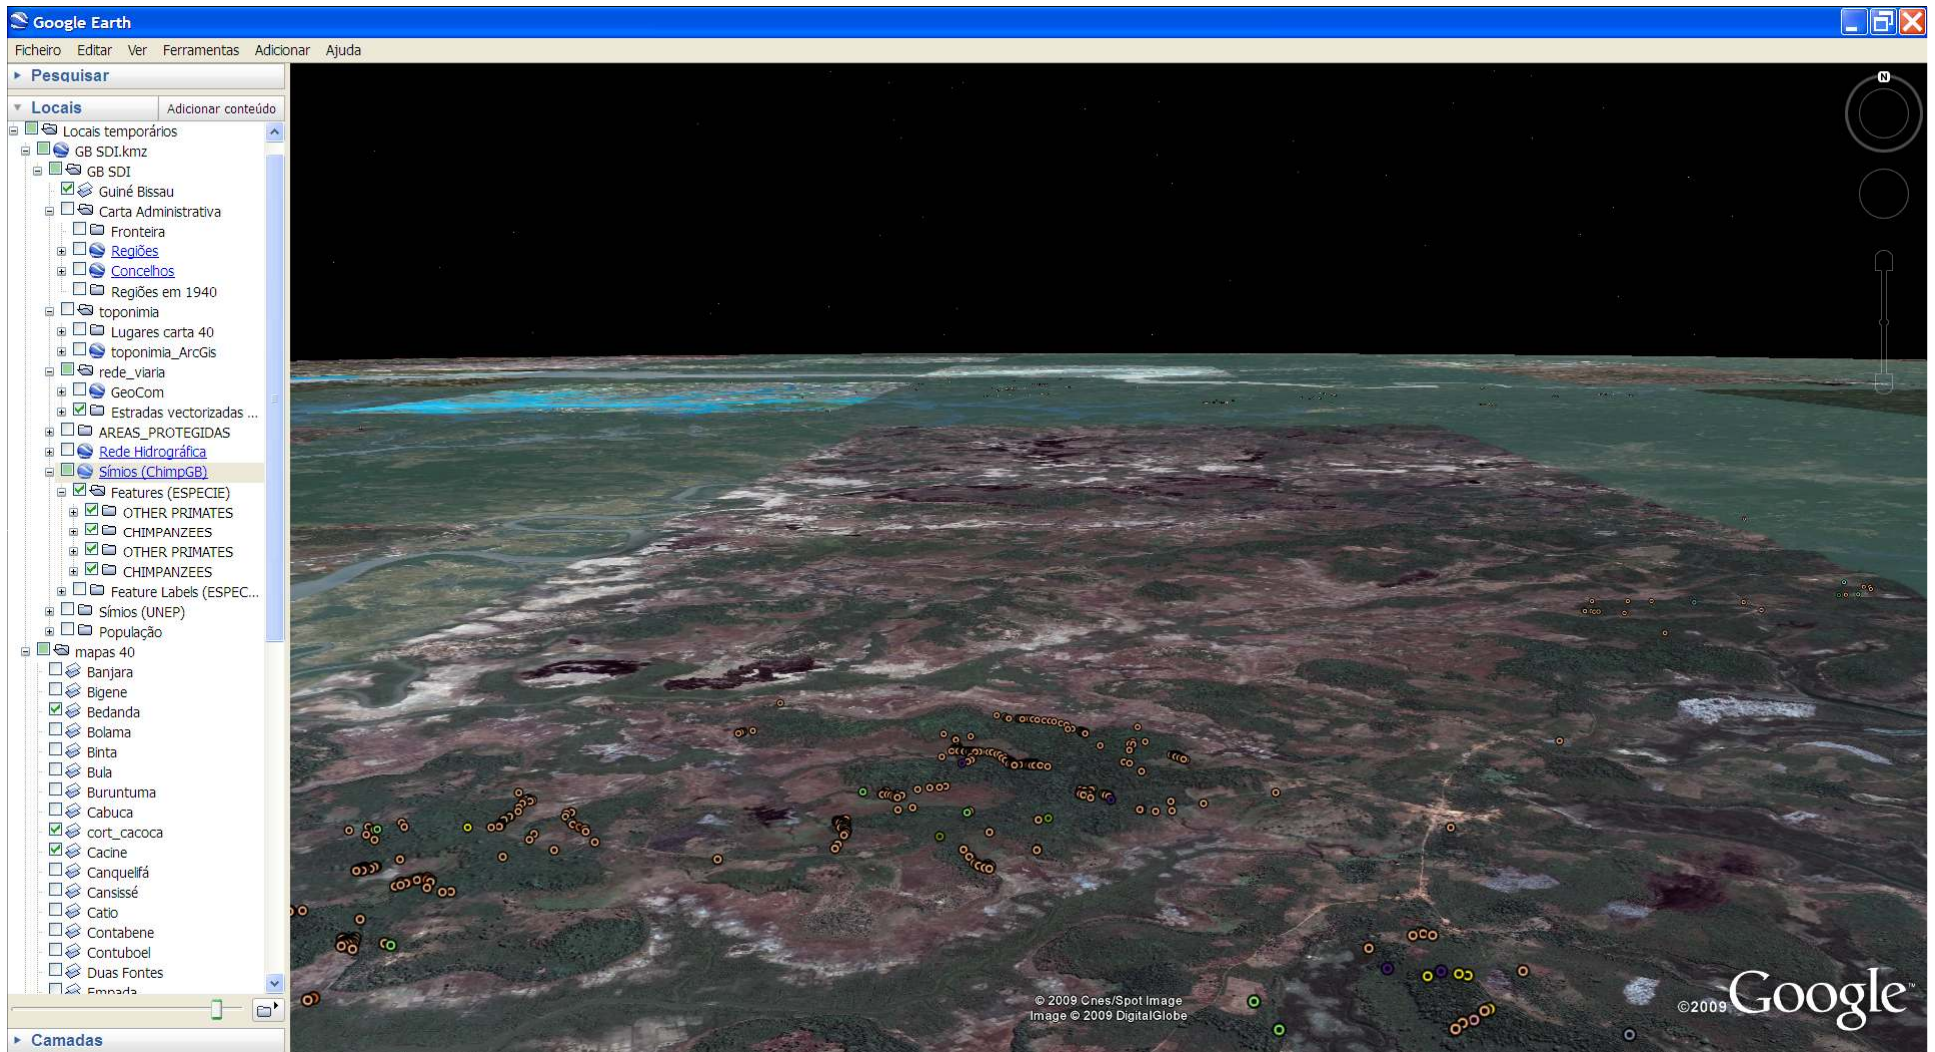 Google Earth
Ficheiro Editar Ver Ferramentas Adicionar Ajuda
Pesquisar
Locais Adicionar conteúdo
Locais temporários
GB SDI.kmz
GB SDI
Guiné Bissau
Carta Administrativa
Fronteira
Regiões
Concelhos
Regiões em 1940
toponimia
Lugares carta 40
toponimia_ArcGis
rede_viaria
GeoCom
Estradas vectorizadas ...
AREAS_PROTEGIDAS
Rede Hidrográfica
Símios (ChimpGB)
Features (ESPECIE)
OTHER PRIMATES
CHIMPANZEES
OTHER PRIMATES
CHIMPANZEES
Feature Labels (ESPEC...
Símios (UNEP)
População
mapas 40
Banjara
Bigene
Bedanda
Bolama
Binta
Bula
Buruntuma
Cabuca
cort_cacoca
Cacine
Canquelifá
Cansissé
Catio
Contabene
Contuboel
Duas Fontes
Empada
Camadas
N
© 2009 Cnes/Spot Image
Image © 2009 DigitalGlobe
©2009 Google™